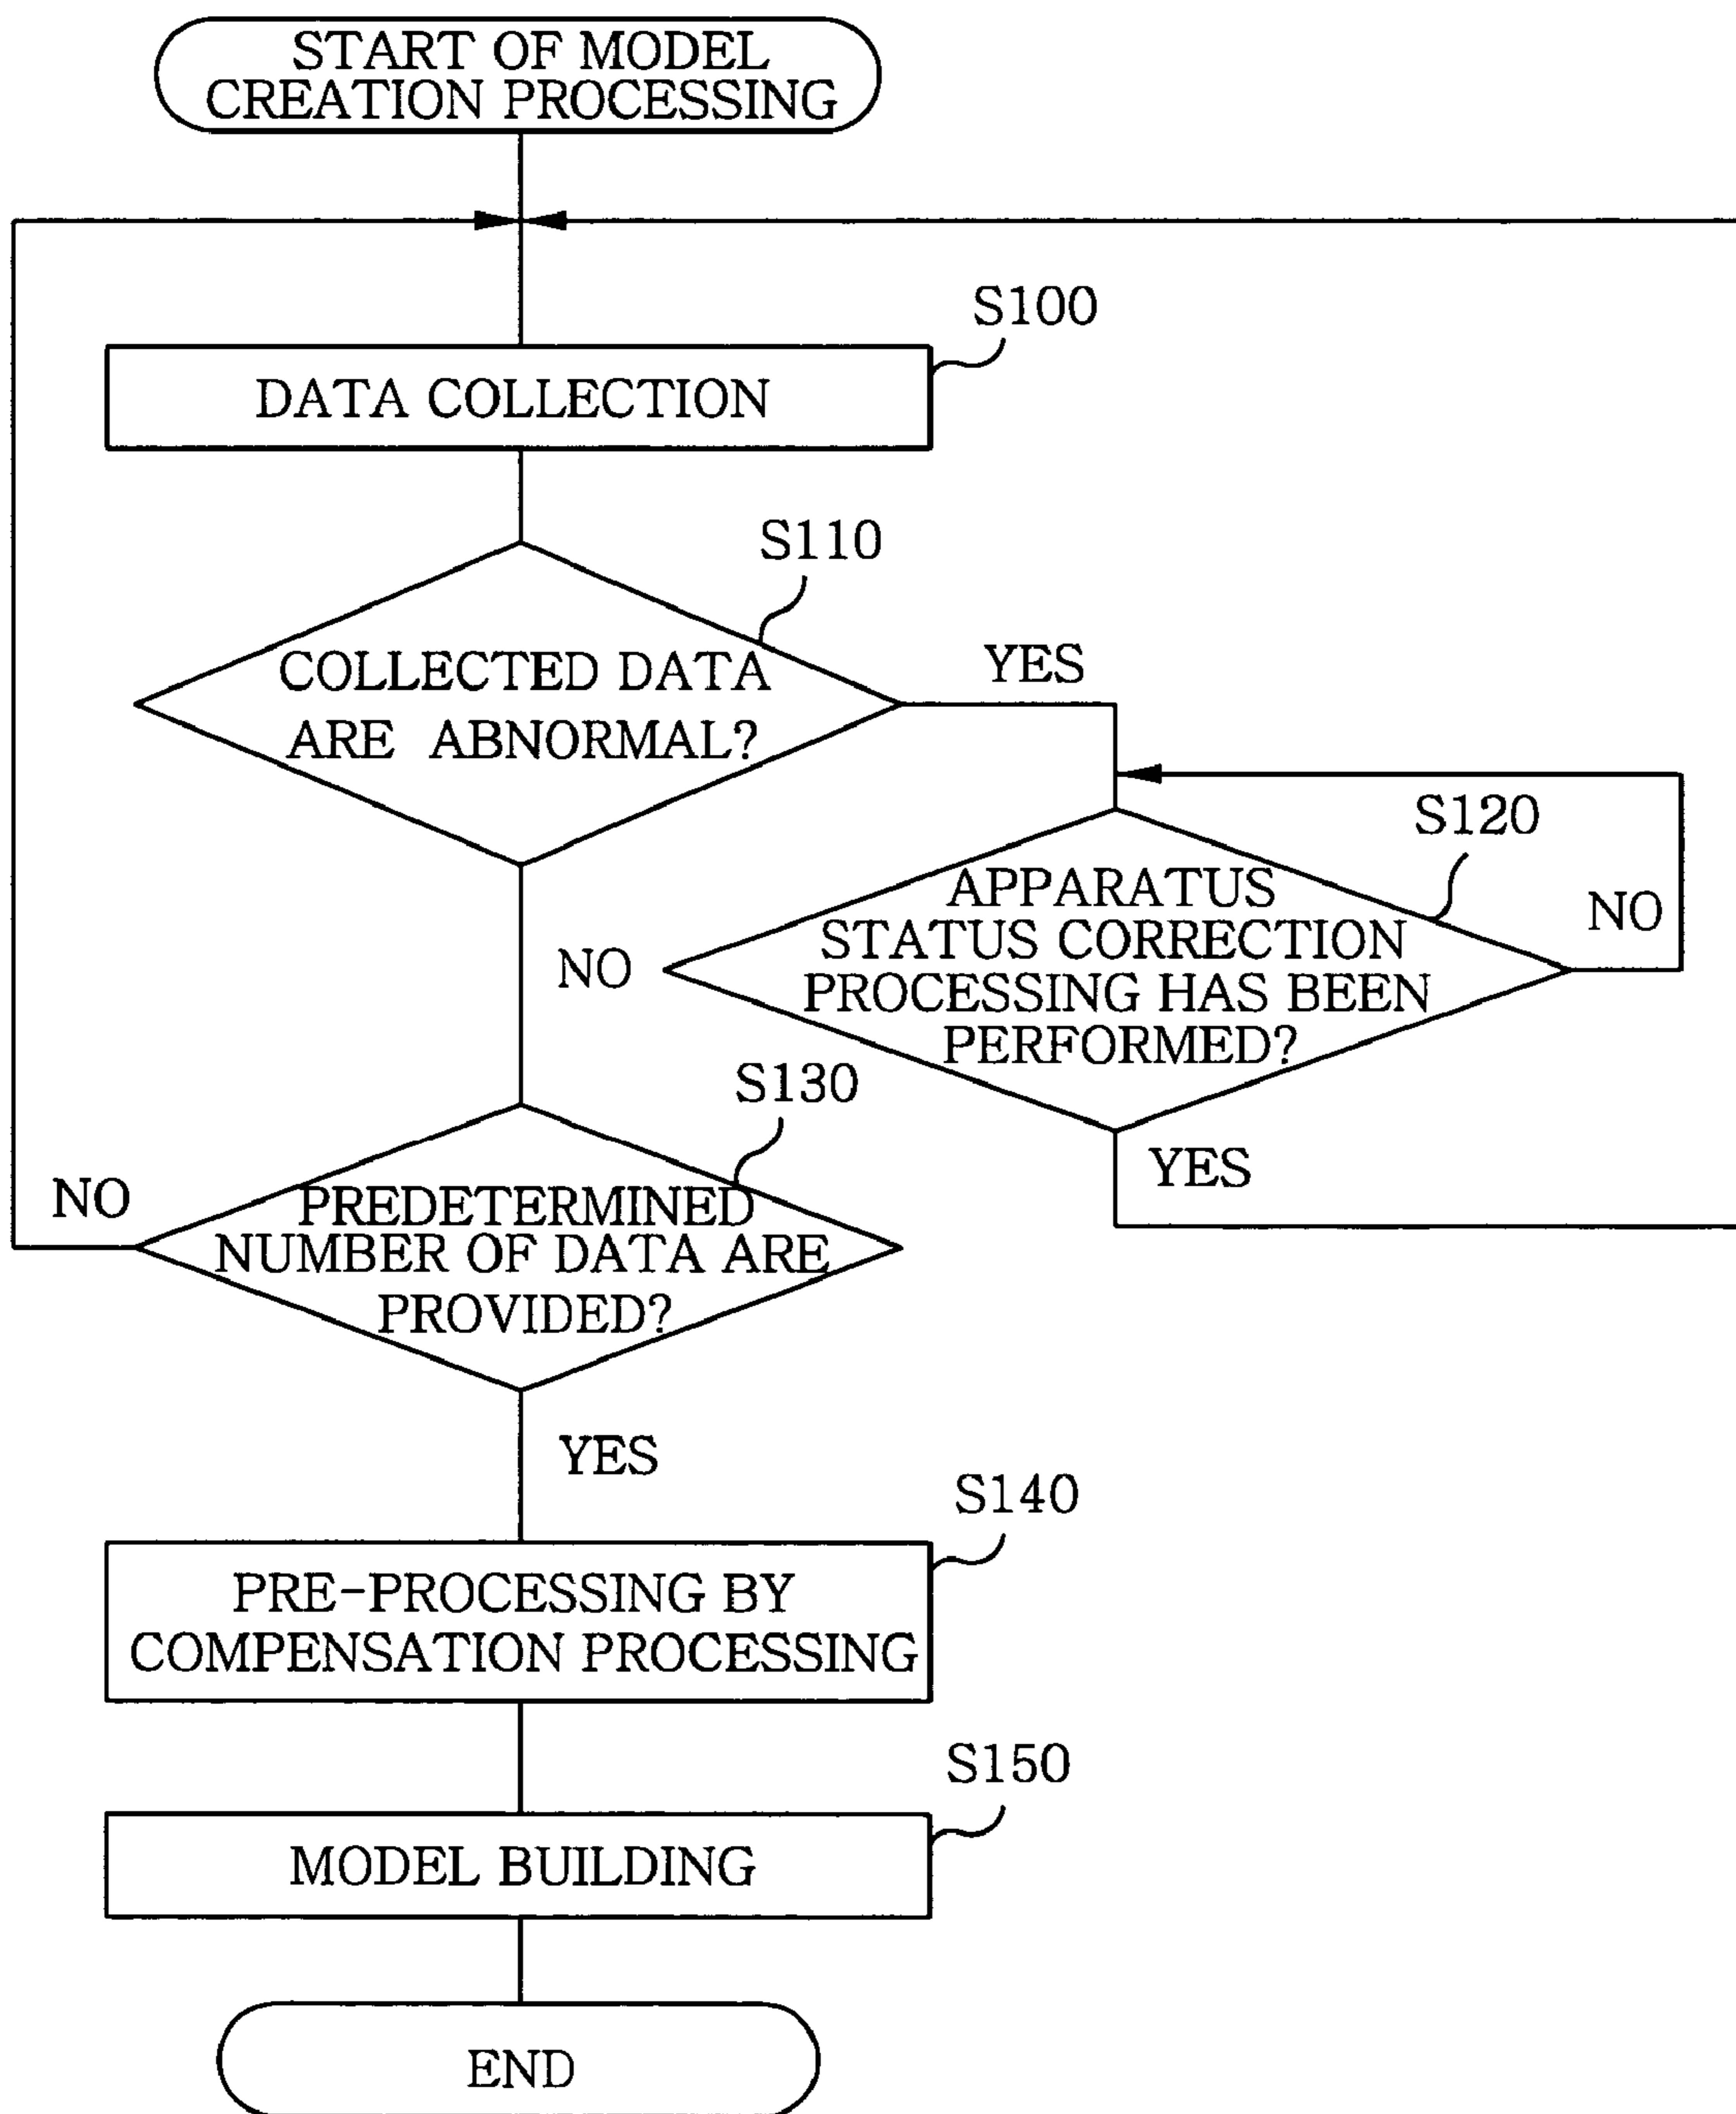 START OF MODEL
CREATION PROCESSING
S100
DATA COLLECTION
S110
COLLECTED DATA
ARE ABNORMAL?
YES
S120
APPARATUS
STATUS CORRECTION
PROCESSING HAS BEEN
PERFORMED?
NO
NO
YES
S130
PREDETERMINED
NUMBER OF DATA ARE
PROVIDED?
NO
YES
S140
PRE-PROCESSING BY
COMPENSATION PROCESSING
S150
MODEL BUILDING
END